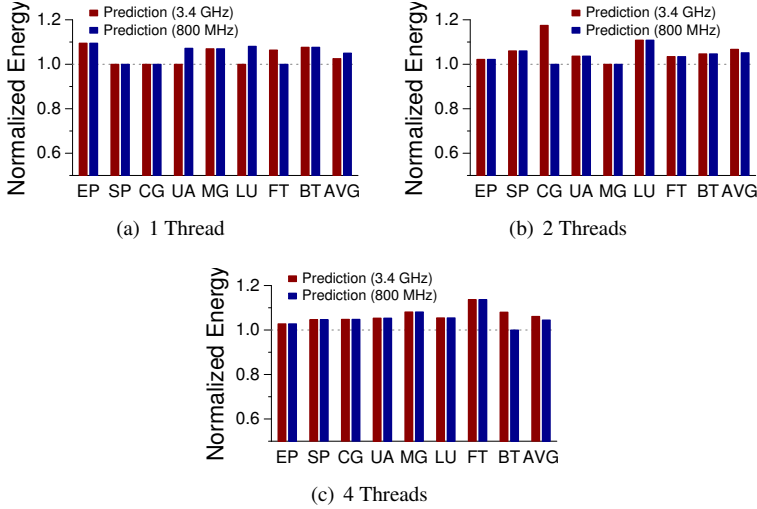 Prediction (3.4 GHz)
Prediction (800 MHz)
Normalized Energy
1.2
1.0
0.8
0.6
EP SP CG UA MG LU FT BT AVG
(a) 1 Thread
Prediction (3.4 GHz)
Prediction (800 MHz)
Normalized Energy
1.2
1.0
0.8
0.6
EP SP CG UA MG LU FT BT AVG
(b) 2 Threads
Prediction (3.4 GHz)
Prediction (800 MHz)
Normalized Energy
1.2
1.0
0.8
0.6
EP SP CG UA MG LU FT BT AVG
(c) 4 Threads